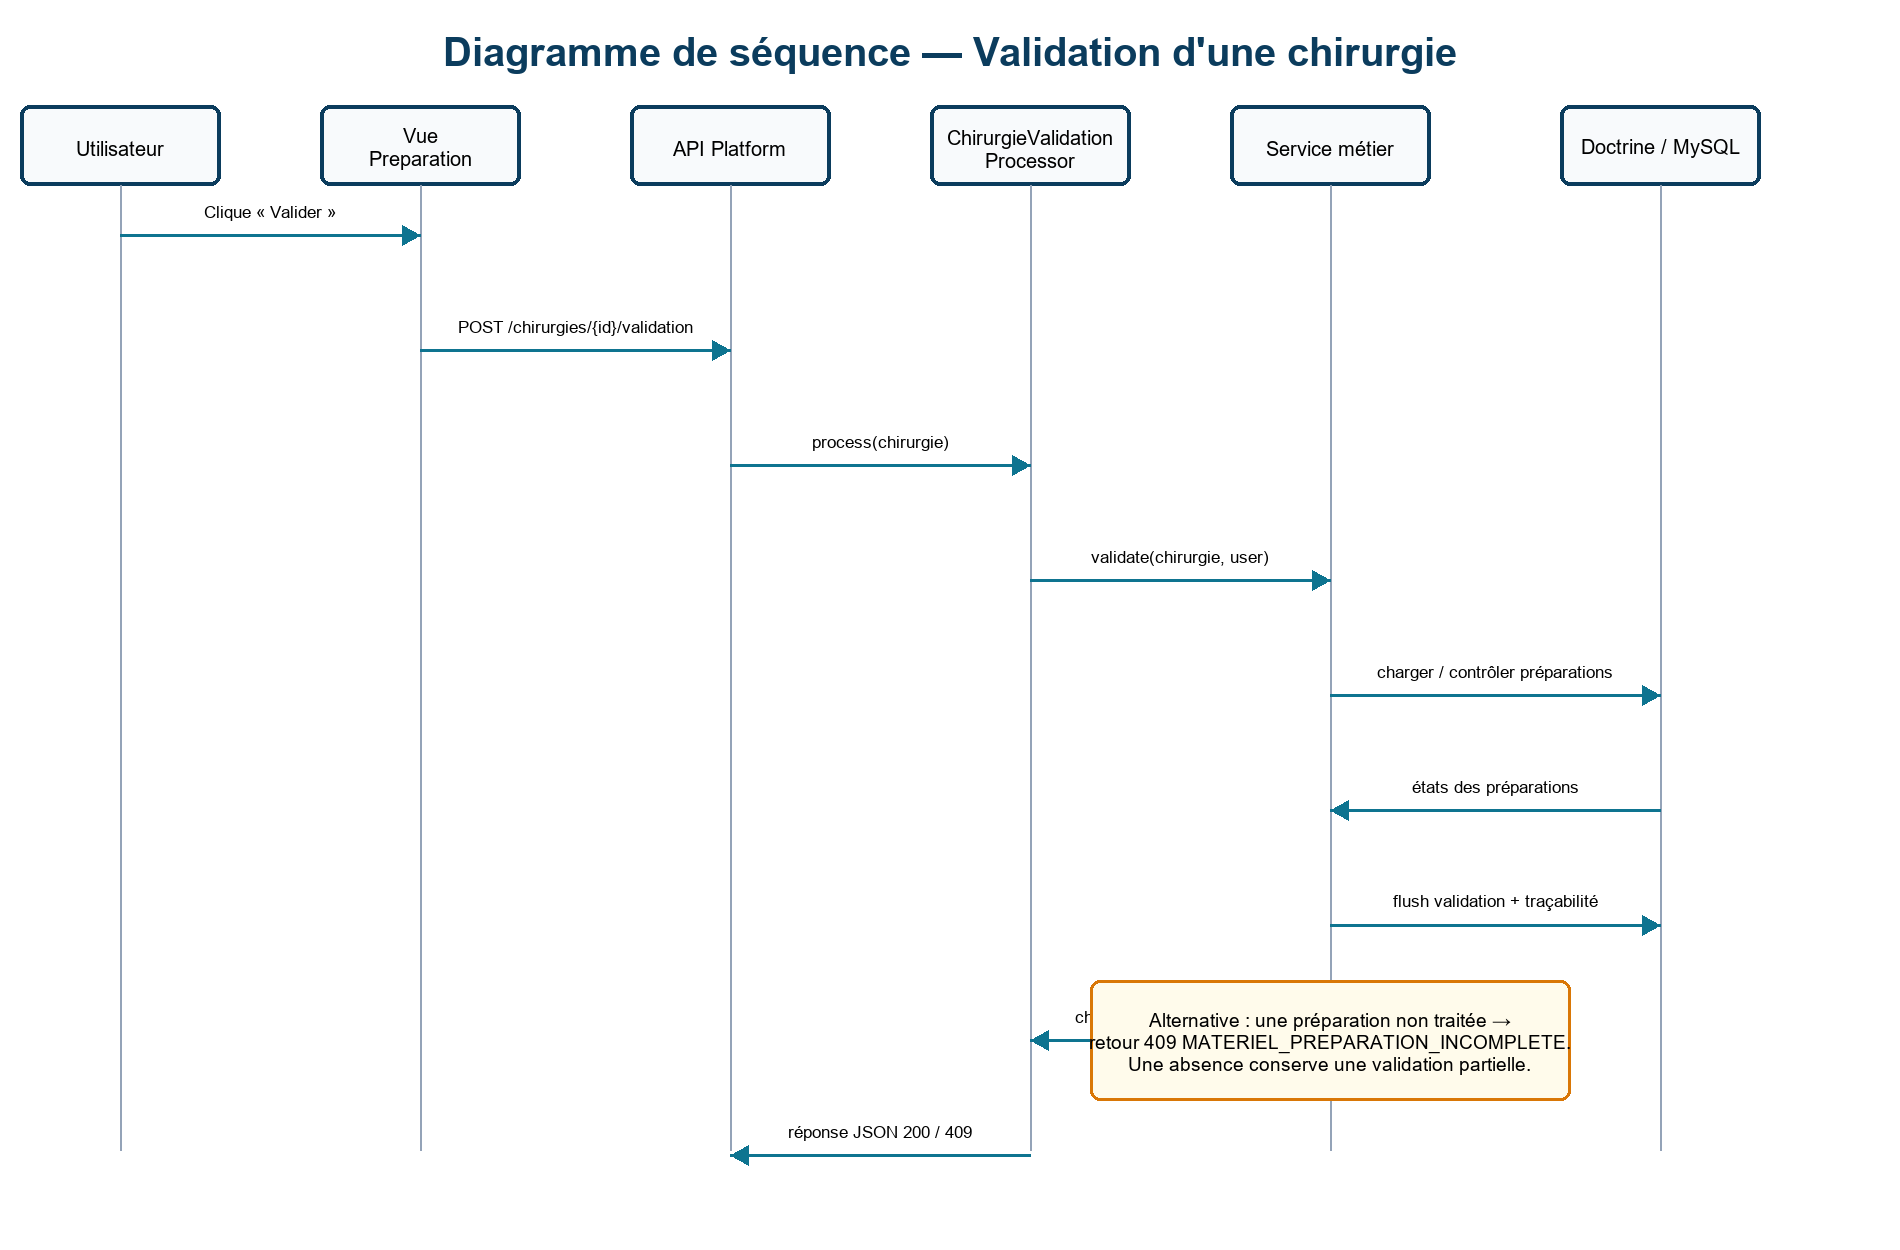 Diagramme de séquence — Validation d'une chirurgie
Utilisateur
Vue
Preparation
API Platform
ChirurgieValidation
Processor
Service métier
Doctrine / MySQL
Clique « Valider »
POST /chirurgies/{id}/validation
process(chirurgie)
validate(chirurgie, user)
charger / contrôler préparations
états des préparations
flush validation + traçabilité
Alternative : une préparation non traitée →
retour 409 MATERIEL_PREPARATION_INCOMPLETE.
Une absence conserve une validation partielle.
réponse JSON 200 / 409